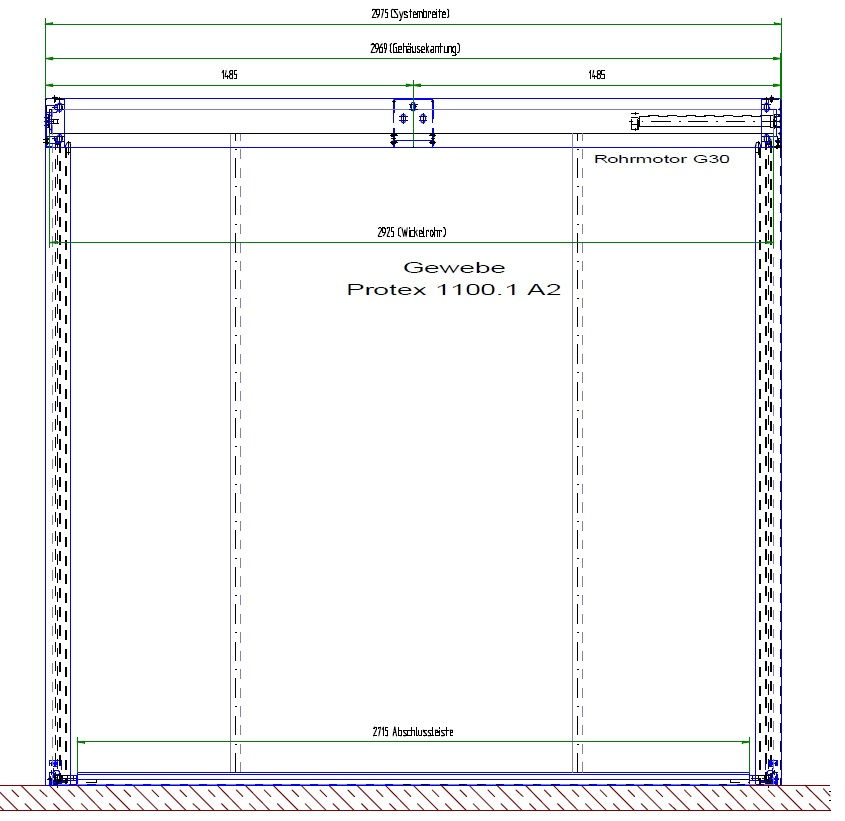 2975 (Systembreite)
2969 (Gehäusekantung)
1485 1485
Rohrmotor G30
2925 (Wickelrohr)
Gewebe
Protex 1100.1 A2
2715 Abschlussleiste